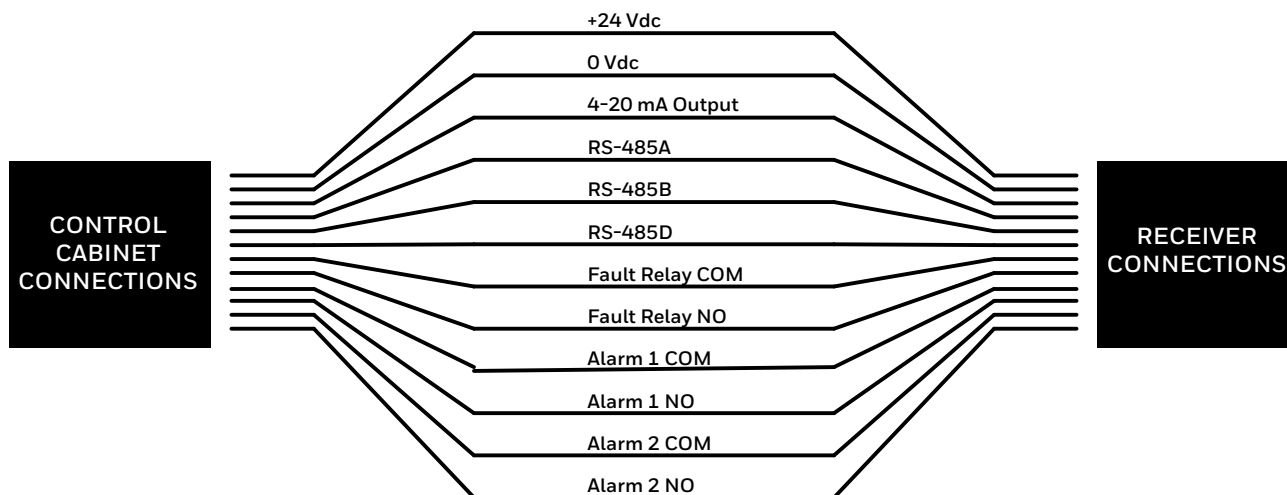 +24 Vdc
0 Vdc
4-20 mA Output
RS-485A
RS-485B
RS-485D
Fault Relay COM
Fault Relay NO
Alarm 1 COM
Alarm 1 NO
Alarm 2 COM
Alarm 2 NO
CONTROL
CABINET
CONNECTIONS
RECEIVER
CONNECTIONS